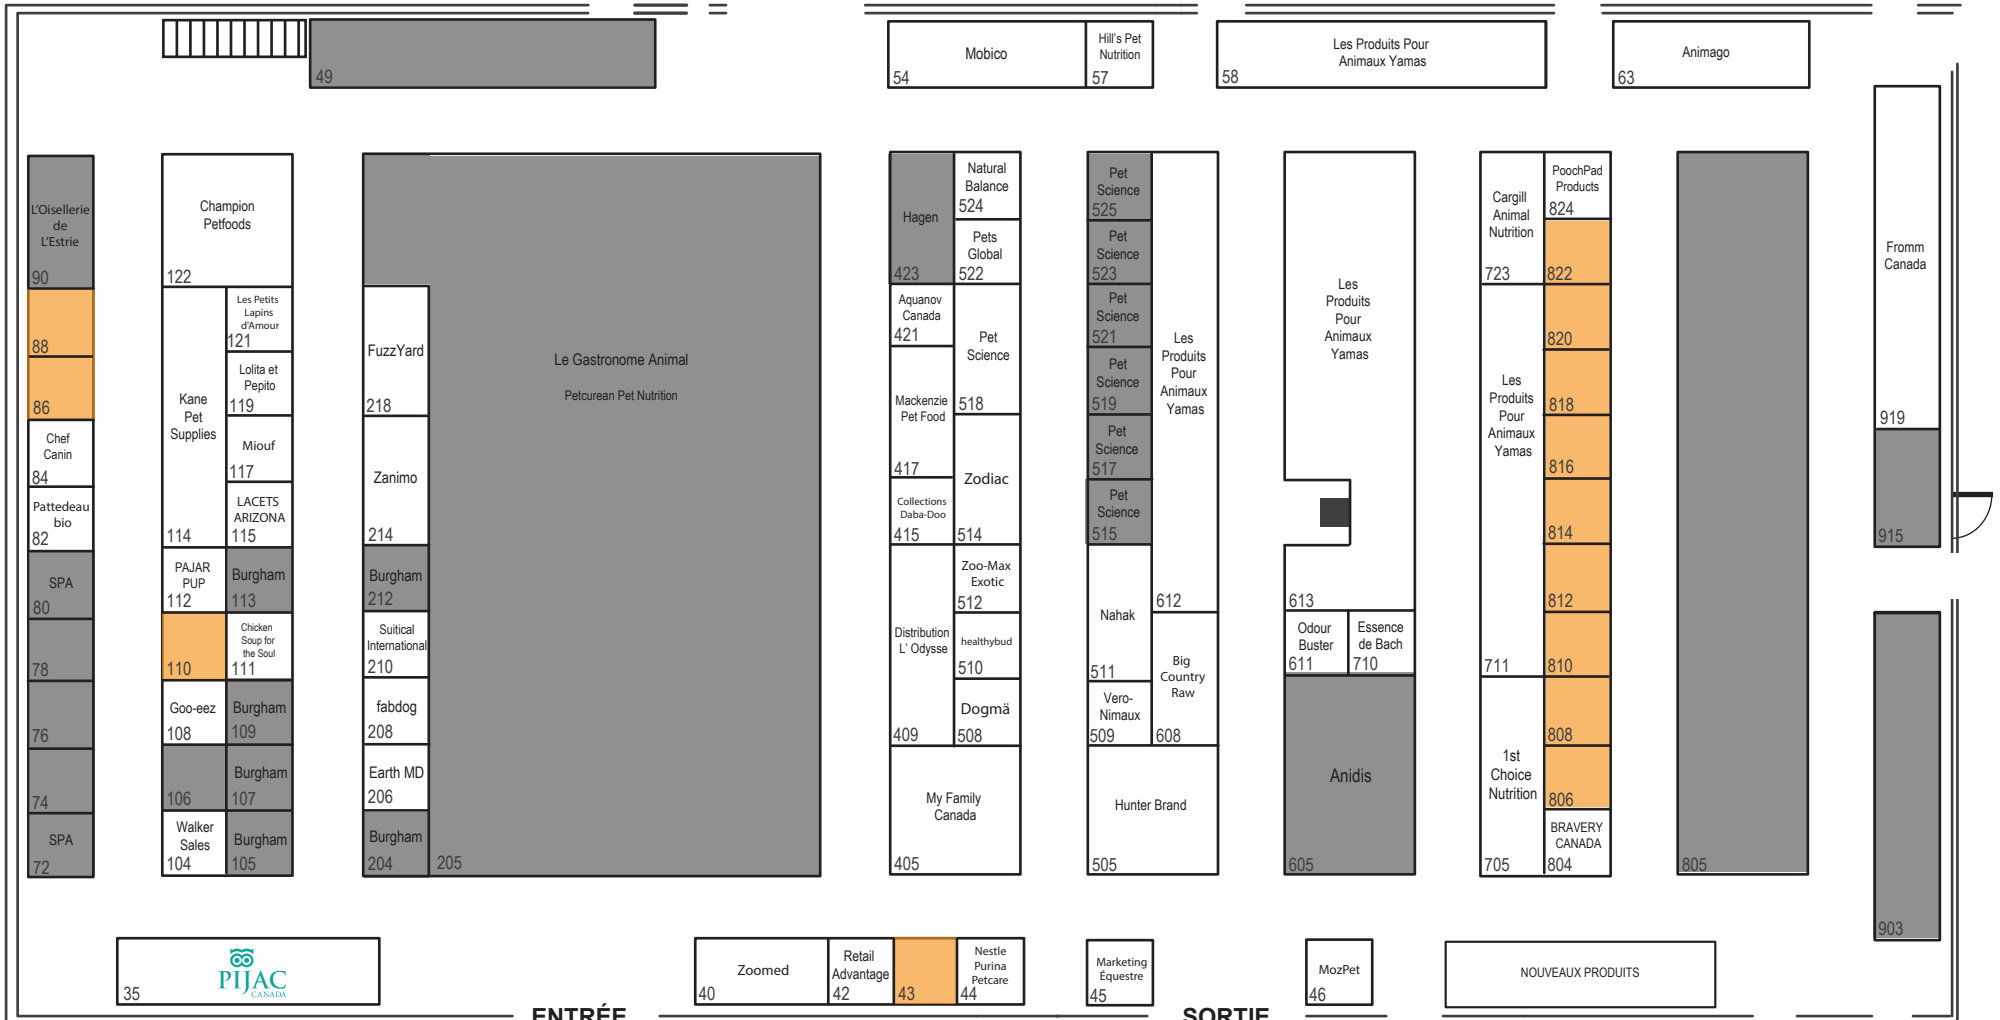 49
Mobico
54
Hill's Pet
Nutrition
57
Les Produits Pour
Animaux Yamas
58
Animago
63
L'Oisellerie
de
L'Estrie
90
88
86
Chef
Canin
84
Pattedeau
bio
82
SPA
80
78
76
74
SPA
72
Champion
Petfoods
122
Kane
Pet
Supplies
114
Les Petits
Lapins
d'Amour
121
Lolita et
Pepito
119
Miouf
117
LACETS
ARIZONA
115
PAJAR
PUP
112
Burgham
113
110
Chicken
Soup for
the Soul
111
Goo-eez
108
Burgham
109
106
Burgham
107
Walker
Sales
104
Burgham
105
FuzzYard
218
Zanimo
214
Burgham
212
Suitical
International
210
fabdog
208
Earth MD
206
Burgham
204
Le Gastronome Animal
Petcurean Pet Nutrition
205
Hagen
423
Natural
Balance
524
Pets
Global
522
Aquanov
Canada
421
Pet
Science
518
Mackenzie
Pet Food
417
Zodiac
514
Collections
Daba-Doo
415
Distribution
L' Odysse
409
Zoo-Max
Exotic
512
healthybud
510
Dogmä
508
My Family
Canada
405
Pet
Science
525
Pet
Science
523
Pet
Science
521
Pet
Science
519
Pet
Science
517
Pet
Science
515
Les
Produits
Pour
Animaux
Yamas
612
Nahak
511
Vero-
Nimaux
509
Big
Country
Raw
608
Hunter Brand
505
Les
Produits
Pour
Animaux
Yamas
613
Odour
Buster
611
Essence
de Bach
710
Anidis
605
Cargill
Animal
Nutrition
723
PoochPad
Products
824
822
820
818
816
814
812
810
808
806
Les
Produits
Pour
Animaux
Yamas
711
1st
Choice
Nutrition
705
BRAVERY
CANADA
804
805
Fromm
Canada
919
915
903
PIJAC
CANADA
35
Zoomed
40
Retail
Advantage
42
43
Nestle
Purina
Petcare
44
Marketing
Équestre
45
MozPet
46
NOUVEAUX PRODUITS
ENTRÉE
SORTIE